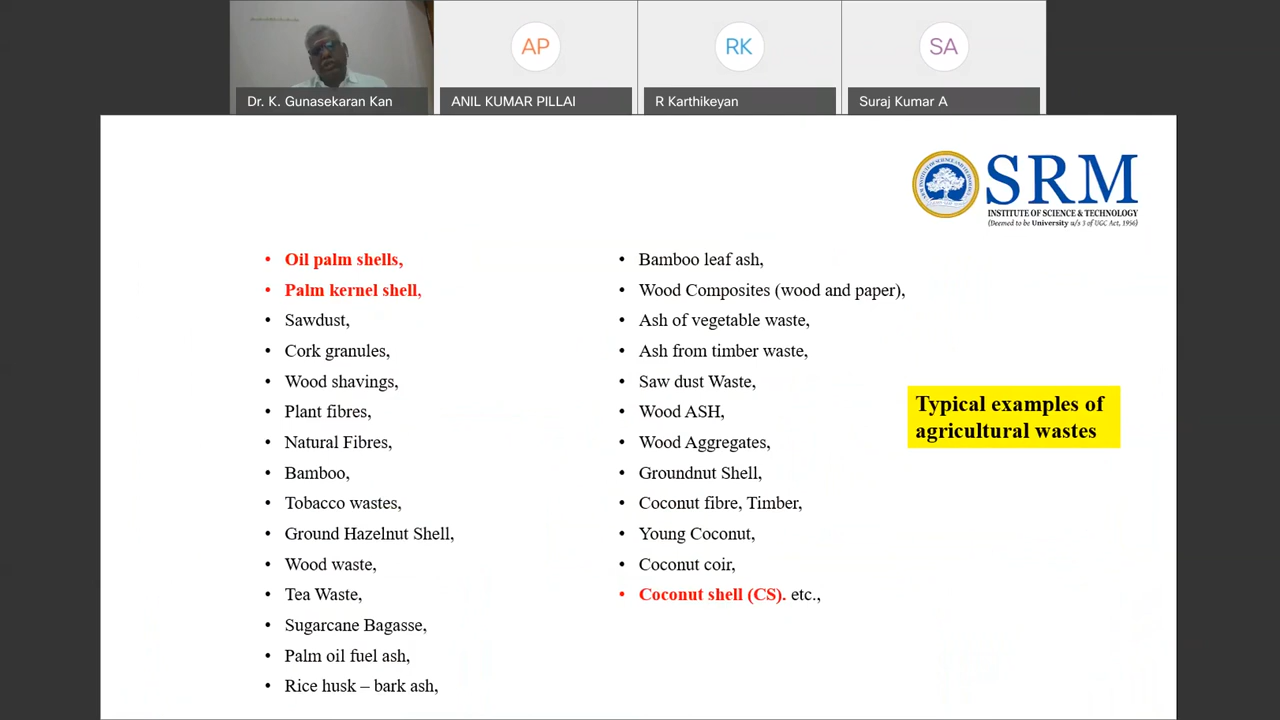 Dr. K. Gunasekaran Kan
AP
ANIL KUMAR PILLAI
RK
R Karthikeyan
SA
Suraj Kumar A
SRM
INSTITUTE OF SCIENCE & TECHNOLOGY
(Deemed to be University u/s 3 of UGC Act, 1956)
• Oil palm shells,
• Palm kernel shell,
• Sawdust,
• Cork granules,
• Wood shavings,
• Plant fibres,
• Natural Fibres,
• Bamboo,
• Tobacco wastes,
• Ground Hazelnut Shell,
• Wood waste,
• Tea Waste,
• Sugarcane Bagasse,
• Palm oil fuel ash,
• Rice husk – bark ash,
• Bamboo leaf ash,
• Wood Composites (wood and paper),
• Ash of vegetable waste,
• Ash from timber waste,
• Saw dust Waste,
• Wood ASH,
• Wood Aggregates,
• Groundnut Shell,
• Coconut fibre, Timber,
• Young Coconut,
• Coconut coir,
• Coconut shell (CS). etc.,
Typical examples of
agricultural wastes